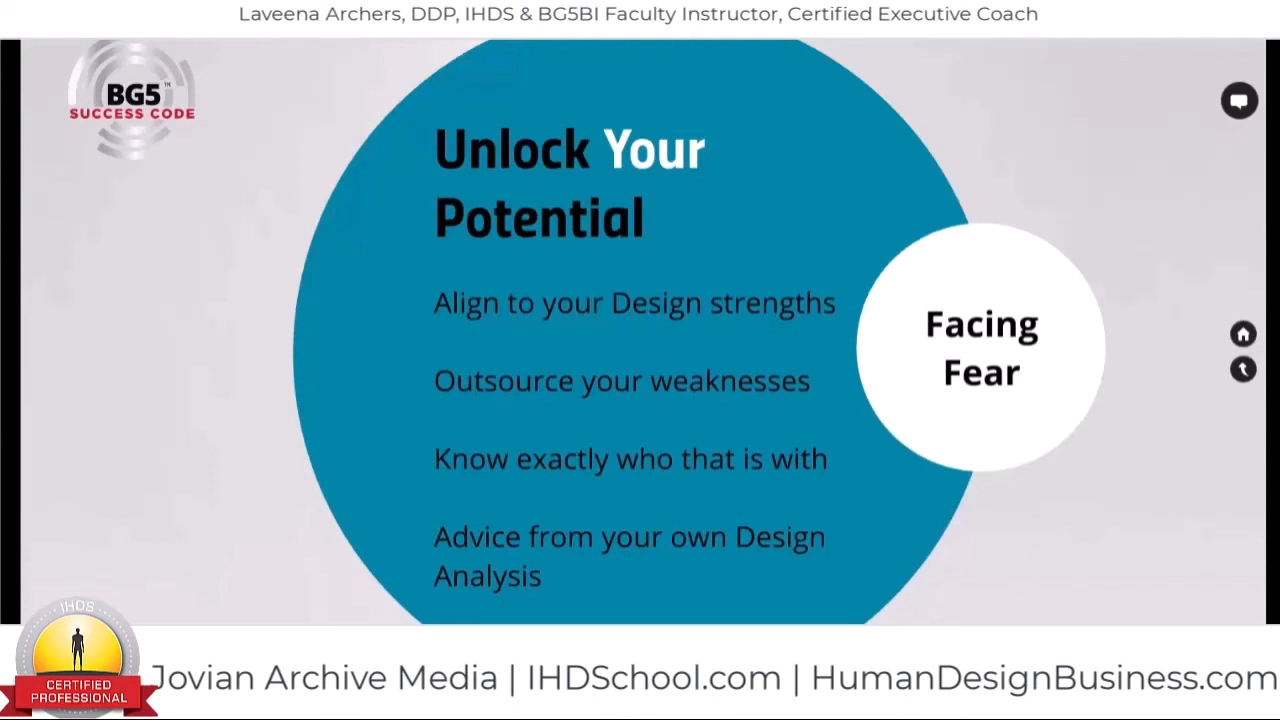 Laveena Archers, DDP, IHDS & BG5BI Faculty Instructor, Certified Executive Coach
BG5™
SUCCESS CODE
Unlock Your
Potential
Align to your Design strengths
Outsource your weaknesses
Know exactly who that is with
Advice from your own Design
Analysis
Facing
Fear
IHDS
CERTIFIED
PROFESSIONAL
Jovian Archive Media | IHDSchool.com | HumanDesignBusiness.com